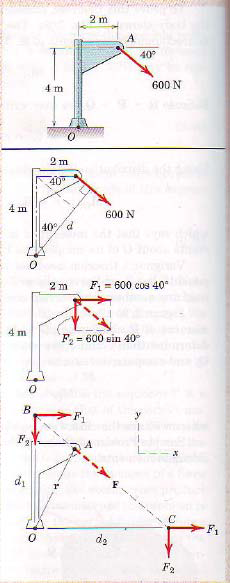 2 m
A
40°
4 m
600 N
O
2 m
40°
4 m
600 N
40° d
O
2 m F₁ = 600 cos 40°
4 m
F₂ = 600 sin 40°
O
B F₁ y
F₂ A x
d₁ r F
C F₁
O d₂
F₂